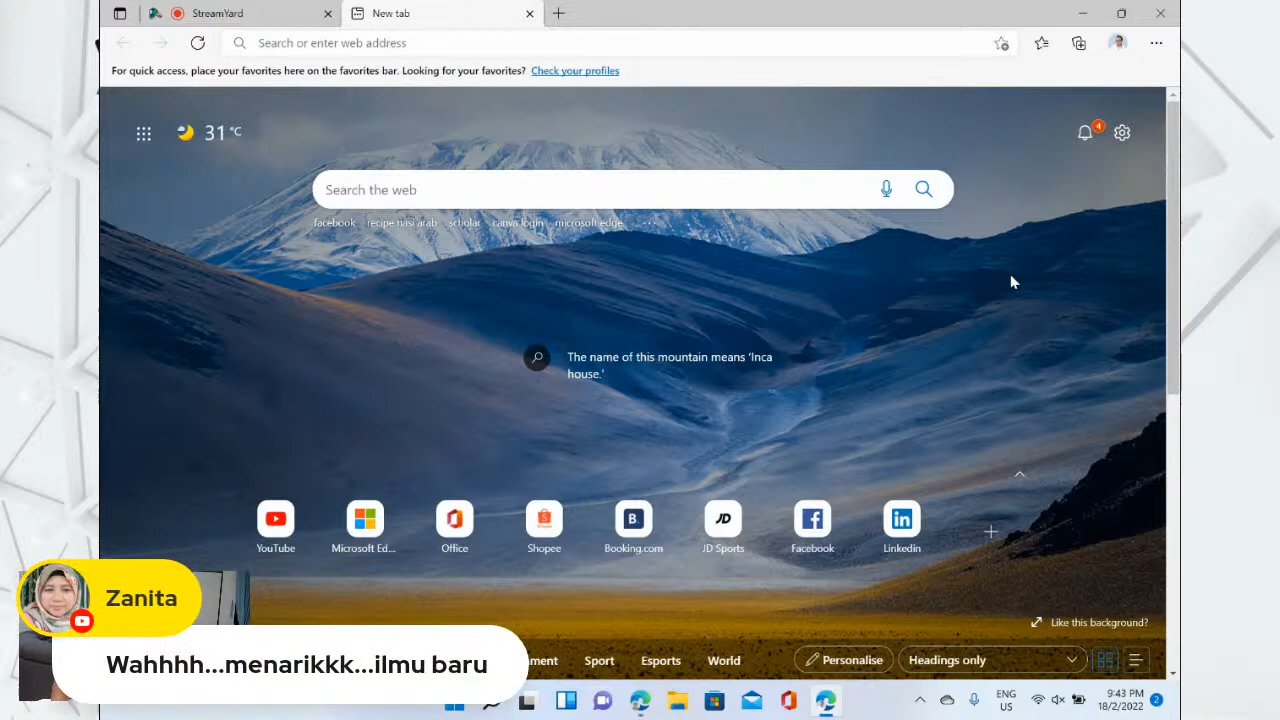 StreamYard
New tab
Search or enter web address
For quick access, place your favorites here on the favorites bar. Looking for your favorites? Check your profiles
31 °C
4
Search the web
facebook recipe nasi arab scholar canva login microsoft edge ...
The name of this mountain means 'Inca
house.'
YouTube
Microsoft Ed...
Office
Shopee
B.
Booking.com
JD
JD Sports
Facebook
in
Linkedin
Like this background?
Zanita
Wahhhh...menarikkk...ilmu baru
Sport Esports World
Personalise
Headings only
ENG
US
9:43 PM
18/2/2022
2